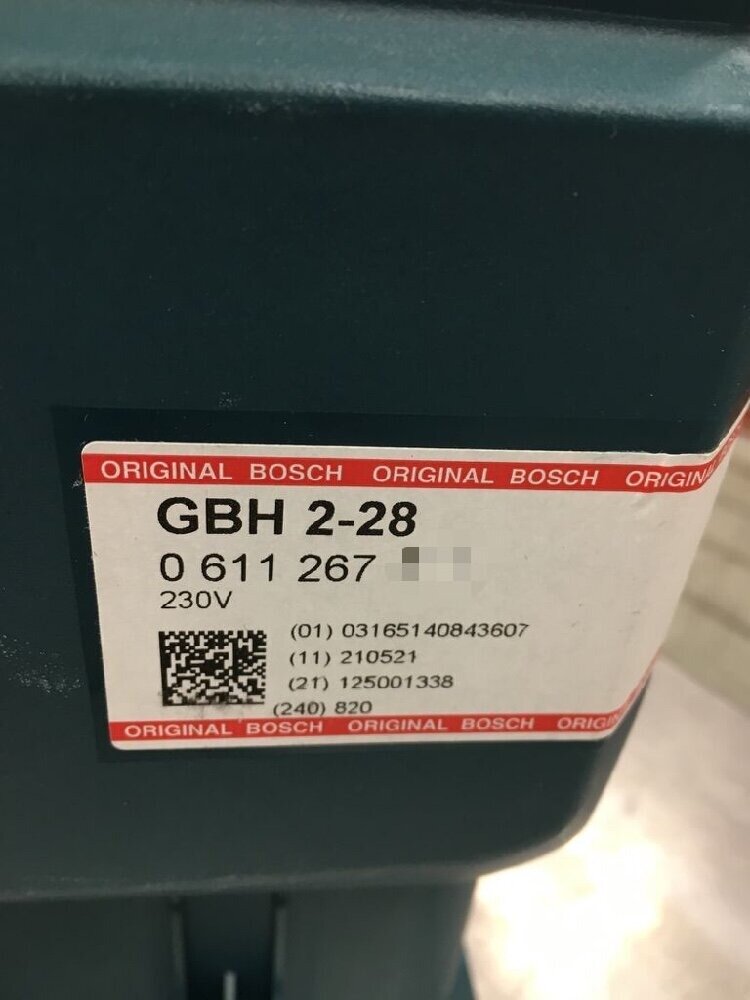 ORIGINAL BOSCH ORIGINAL BOSCH
GBH 2-28
0 611 267
230V
(01) 03165140843607
(11) 210521
(21) 125001338
(240) 820
ORIGINAL BOSCH ORIGINAL BOSCH